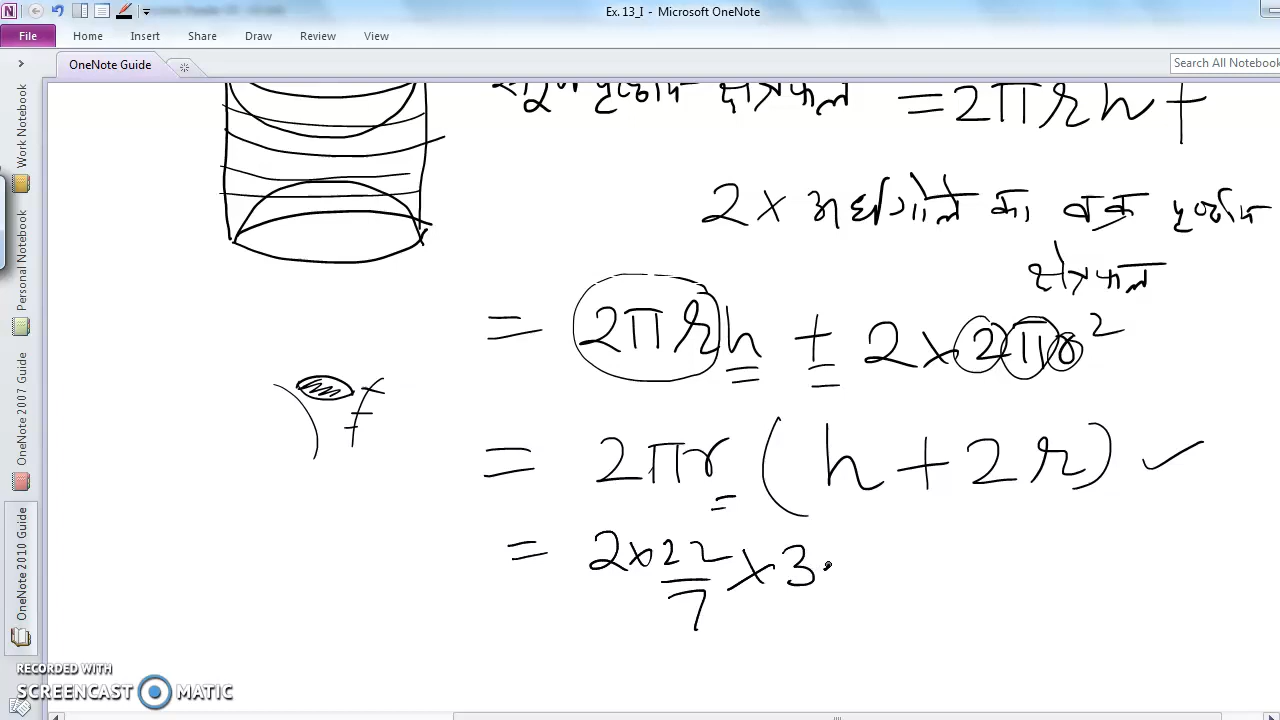 Ex. 13_I - Microsoft OneNote
File Home Insert Share Draw Review View
OneNote Guide
Search All Notebook
Work Notebook
Personal Notebook
OneNote 2007 Guide
OneNote 2010 Guide
क्षेत्रफल = 2πrh +
2 × अर्धगोले का वक्र पृष्ठीय
क्षेत्रफल
= 2πrh + 2 × 2πr²
= 2πr (h + 2r) ✓
= 2×22/7 × 3.
RECORDED WITH
SCREENCAST MATIC